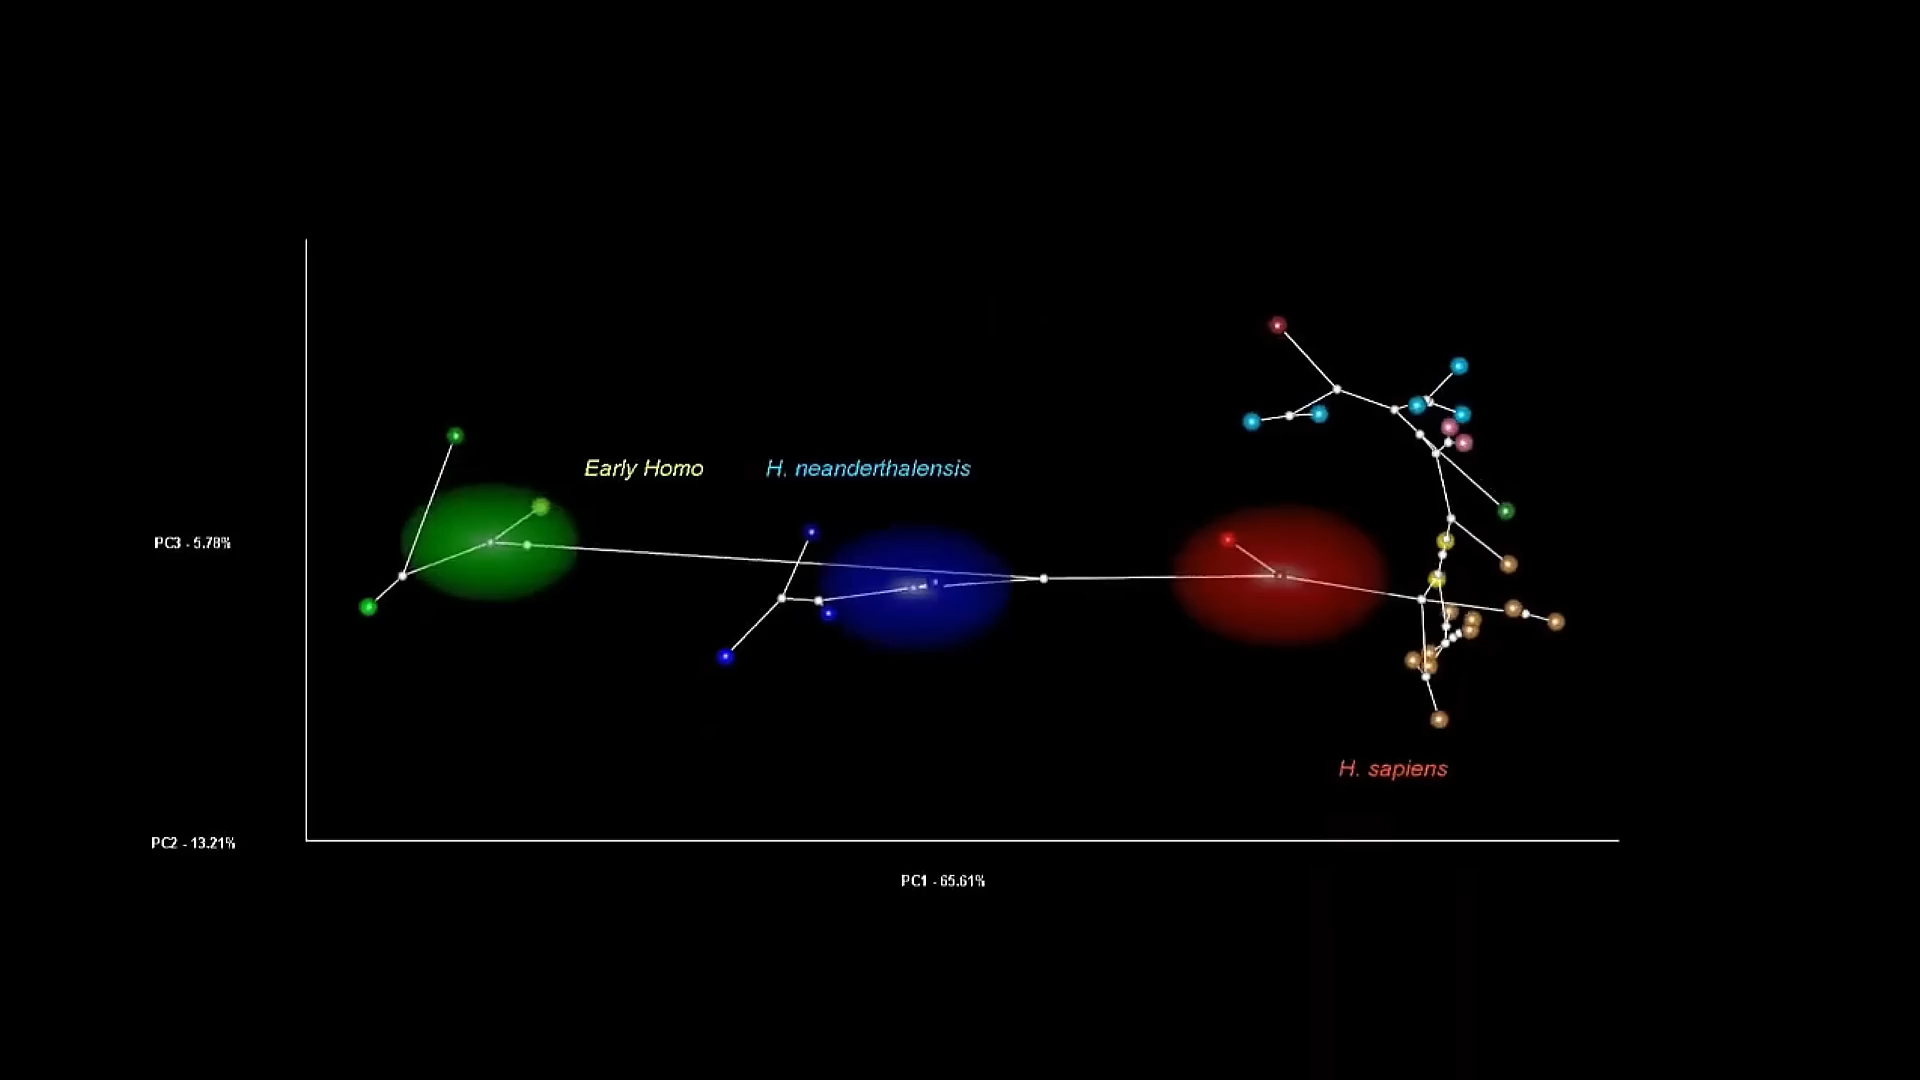 Early Homo
H. neanderthalensis
PC3 - 5.78%
H. sapiens
PC2 - 13.21%
PC1 - 65.61%